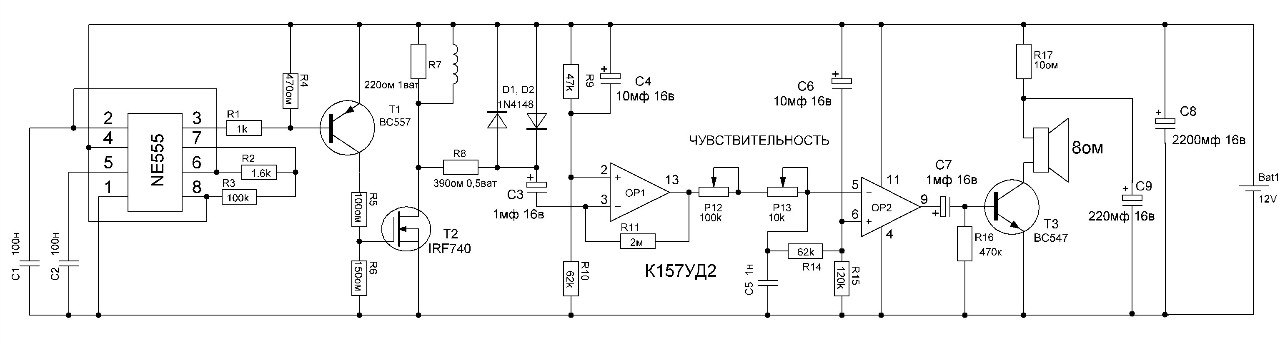 2
4
5
1
NE555
3
7
6
8
C1 100н
C2 100н
R1
1k
R2
1.6k
R3
100k
R4
470ом
T1
BC557
R5
100ом
R6
150ом
220ом 1ват
R7
T2
IRF740
D1, D2
1N4148
R8
390ом 0,5ват
C3
1мф 16в
47k
R9
C4
10мф 16в
R10
62k
2
3
+
−
OP1
13
R11
2м
К157УД2
ЧУВСТВИТЕЛЬНОСТЬ
P12
100k
P13
10k
C5 1н
62k
R14
R15
120k
C6
10мф 16в
5
6
−
+
OP2
11
4
9
C7
1мф 16в
R16
470k
T3
BC547
R17
10ом
8ом
C9
220мф 16в
C8
2200мф 16в
Bat1
12V